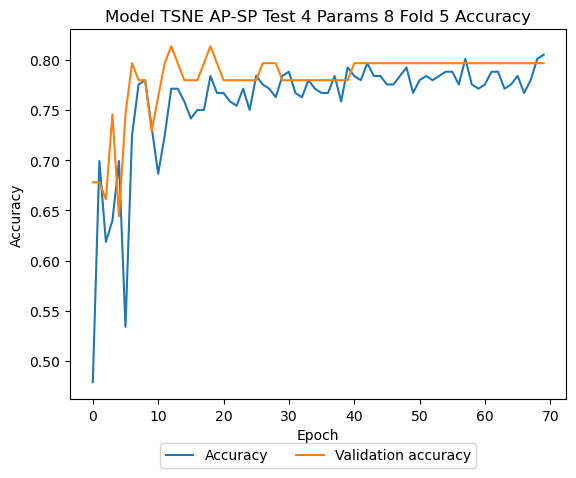 Model TSNE AP-SP Test 4 Params 8 Fold 5 Accuracy
Accuracy
0.80
0.75
0.70
0.65
0.60
0.55
0.50
0 10 20 30 40 50 60 70
Epoch
Accuracy Validation accuracy